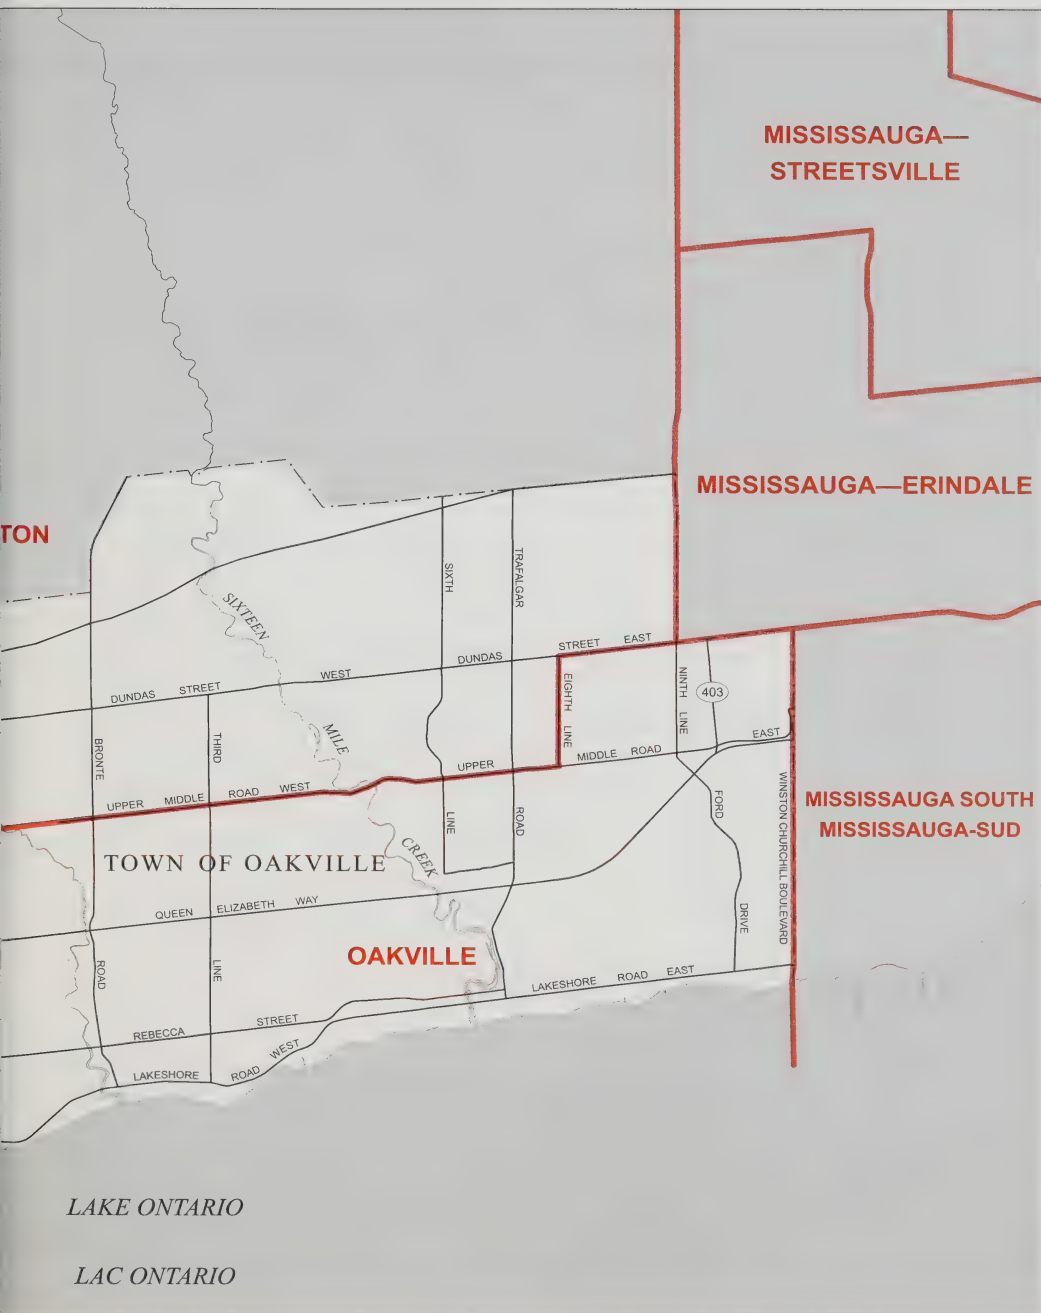 MISSISSAUGA—
STREETSVILLE
MISSISSAUGA—ERINDALE
TON
SIXTH
TRAFALGAR
SIXTEEN
STREET EAST
DUNDAS
WEST
DUNDAS STREET
EIGHTH LINE
NINTH LINE
403
MILE
BRONTE
THIRD
EAST
MIDDLE ROAD
UPPER
UPPER MIDDLE ROAD WEST
WINSTON CHURCHILL BOULEVARD
FORD
MISSISSAUGA SOUTH
MISSISSAUGA-SUD
LINE
ROAD
CREEK
TOWN OF OAKVILLE
QUEEN ELIZABETH WAY
DRIVE
OAKVILLE
ROAD
LINE
LAKESHORE ROAD EAST
REBECCA STREET
LAKESHORE ROAD WEST
LAKE ONTARIO
LAC ONTARIO